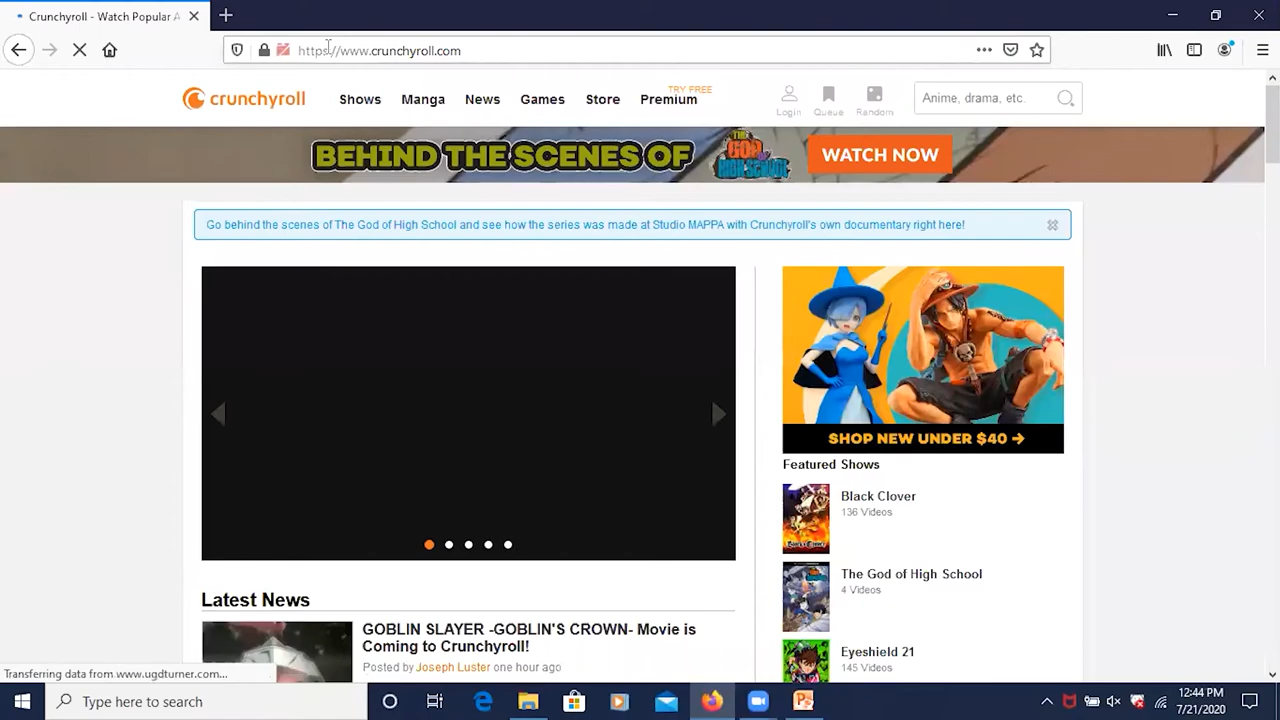 Crunchyroll - Watch Popular A
https://www.crunchyroll.com
crunchyroll
Shows
Manga
News
Games
Store
TRY FREE
Premium
Login
Queue
Random
Anime, drama, etc.
BEHIND THE SCENES OF
THE GOD OF HIGH SCHOOL
WATCH NOW
Go behind the scenes of The God of High School and see how the series was made at Studio MAPPA with Crunchyroll's own documentary right here!
SHOP NEW UNDER $40 →
Featured Shows
Black Clover
136 Videos
The God of High School
4 Videos
Eyeshield 21
145 Videos
Latest News
GOBLIN SLAYER -GOBLIN'S CROWN- Movie is
Coming to Crunchyroll!
Posted by Joseph Luster one hour ago
Transferring data from www.ugdturner.com...
Type here to search
12:44 PM
7/21/2020